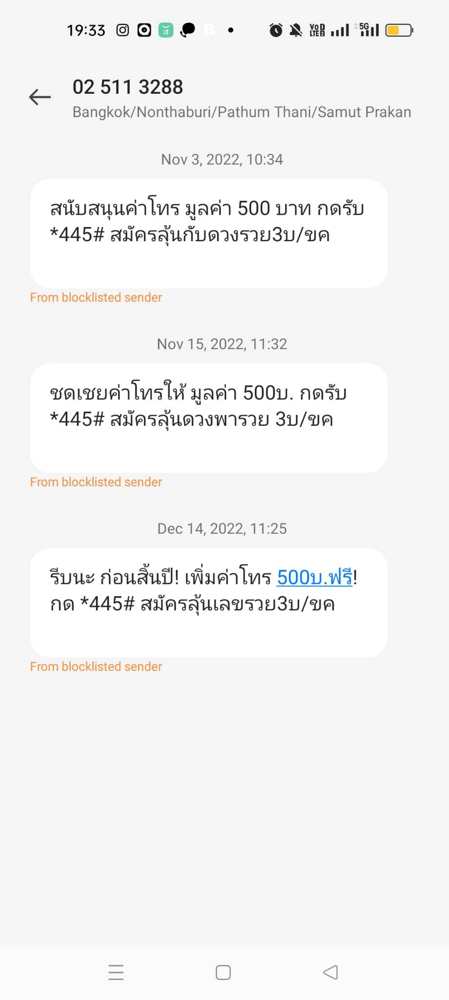 19:33
VoD
LTE2
5G
02 511 3288
Bangkok/Nonthaburi/Pathum Thani/Samut Prakan
Nov 3, 2022, 10:34
สนับสนุนค่าโทร มูลค่า 500 บาท กดรับ
*445# สมัครลุ้นกับดวงรวย3บ/ขค
From blocklisted sender
Nov 15, 2022, 11:32
ชดเชยค่าโทรให้ มูลค่า 500บ. กดรับ
*445# สมัครลุ้นดวงพารวย 3บ/ขค
From blocklisted sender
Dec 14, 2022, 11:25
รีบนะ ก่อนสิ้นปี! เพิ่มค่าโทร 500บ.ฟรี!
กด *445# สมัครลุ้นเลขรวย3บ/ขค
From blocklisted sender